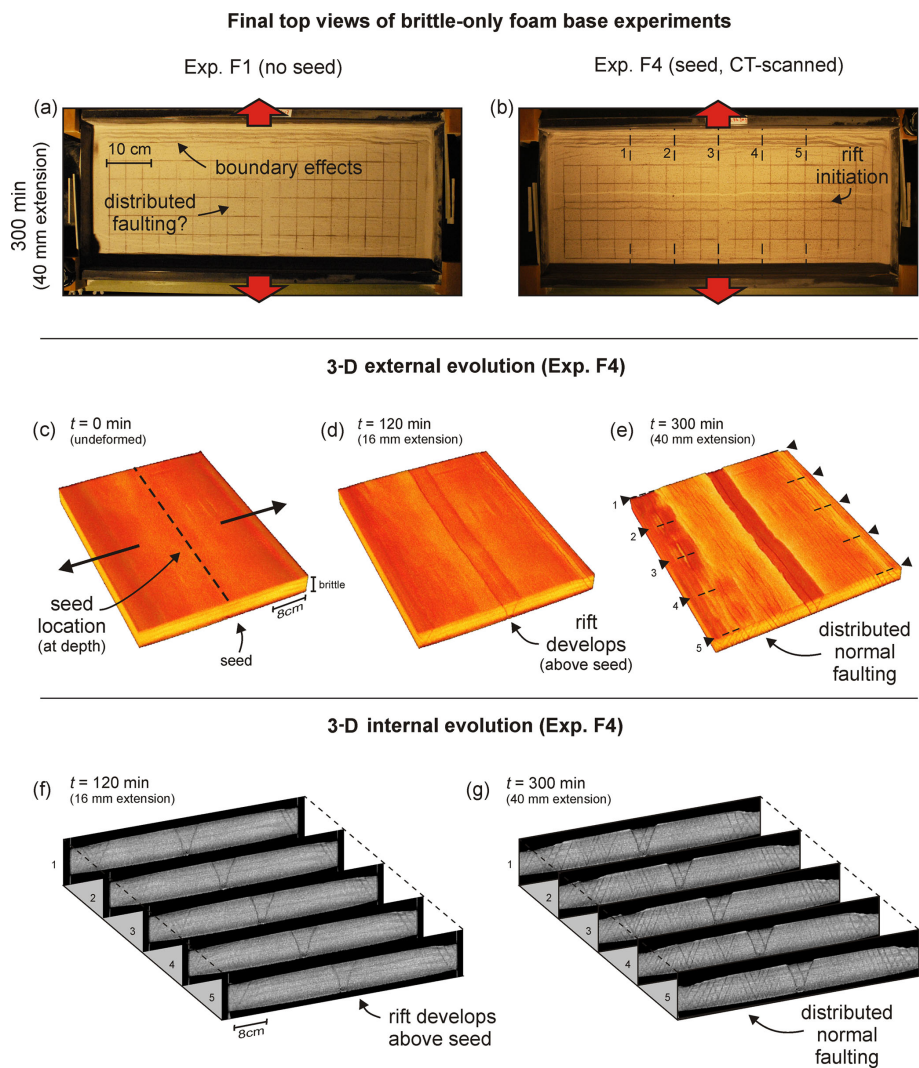 Final top views of brittle-only foam base experiments
Exp. F1 (no seed)
Exp. F4 (seed, CT-scanned)
(a)
(b)
300 min
(40 mm extension)
10 cm
boundary effects
distributed
faulting?
1
2
3
4
5
rift
initiation
3-D external evolution (Exp. F4)
(c)
t = 0 min
(undeformed)
(d)
t = 120 min
(16 mm extension)
(e)
t = 300 min
(40 mm extension)
seed
location
(at depth)
seed
brittle
8cm
rift
develops
(above seed)
1
2
3
4
5
distributed
normal
faulting
3-D internal evolution (Exp. F4)
(f)
t = 120 min
(16 mm extension)
(g)
t = 300 min
(40 mm extension)
1
2
3
4
5
8cm
rift develops
above seed
1
2
3
4
5
distributed
normal
faulting